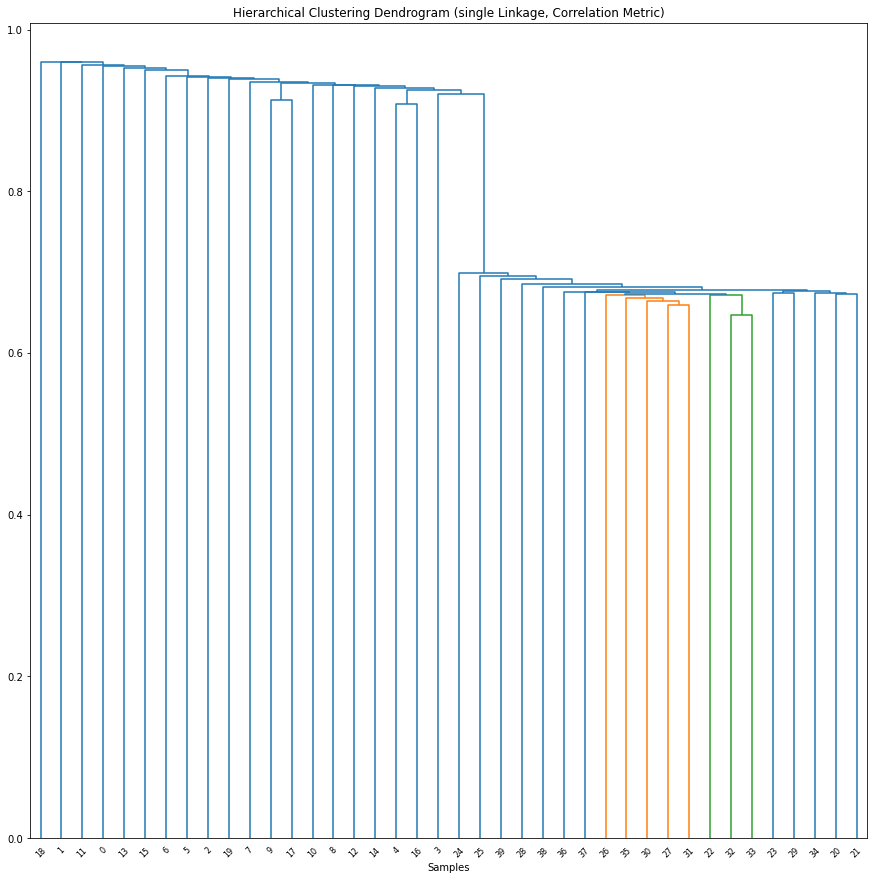 Hierarchical Clustering Dendrogram (single Linkage, Correlation Metric)
1.0
0.8
0.6
0.4
0.2
0.0
18 1 11 0 13 15 6 5 2 19 7 9 17 10 8 12 14 4 16 3 24 25 39 28 38 36 37 26 35 30 27 31 22 32 33 23 29 34 20 21
Samples